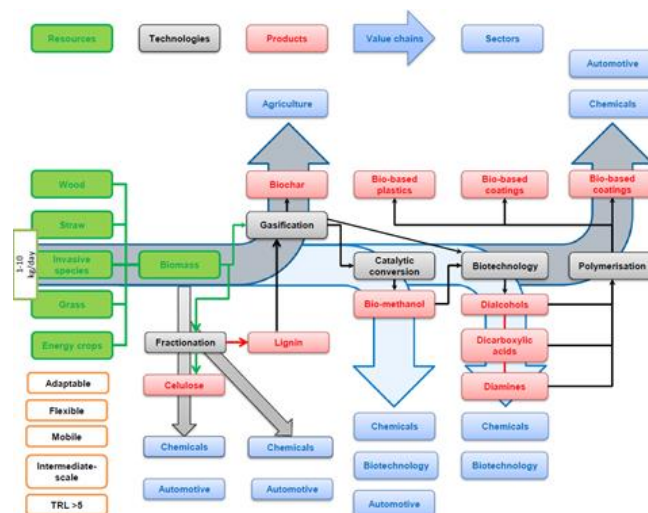 Resources
Technologies
Products
Value chains
Sectors
Automotive
Agriculture
Chemicals
Wood
Biochar
Bio-based
plastics
Bio-based
coatings
Bio-based
coatings
Straw
Gasification
1-10
kg/day
Invasive
species
Biomass
Catalytic
conversion
Biotechnology
Polymerisation
Grass
Bio-methanol
Dialcohols
Energy crops
Fractionation
Lignin
Dicarboxylic
acids
Adaptable
Celulose
Diamines
Flexible
Mobile
Chemicals
Chemicals
Chemicals
Chemicals
Intermediate-
scale
Biotechnology
Biotechnology
Automotive
Automotive
Automotive
TRL >5